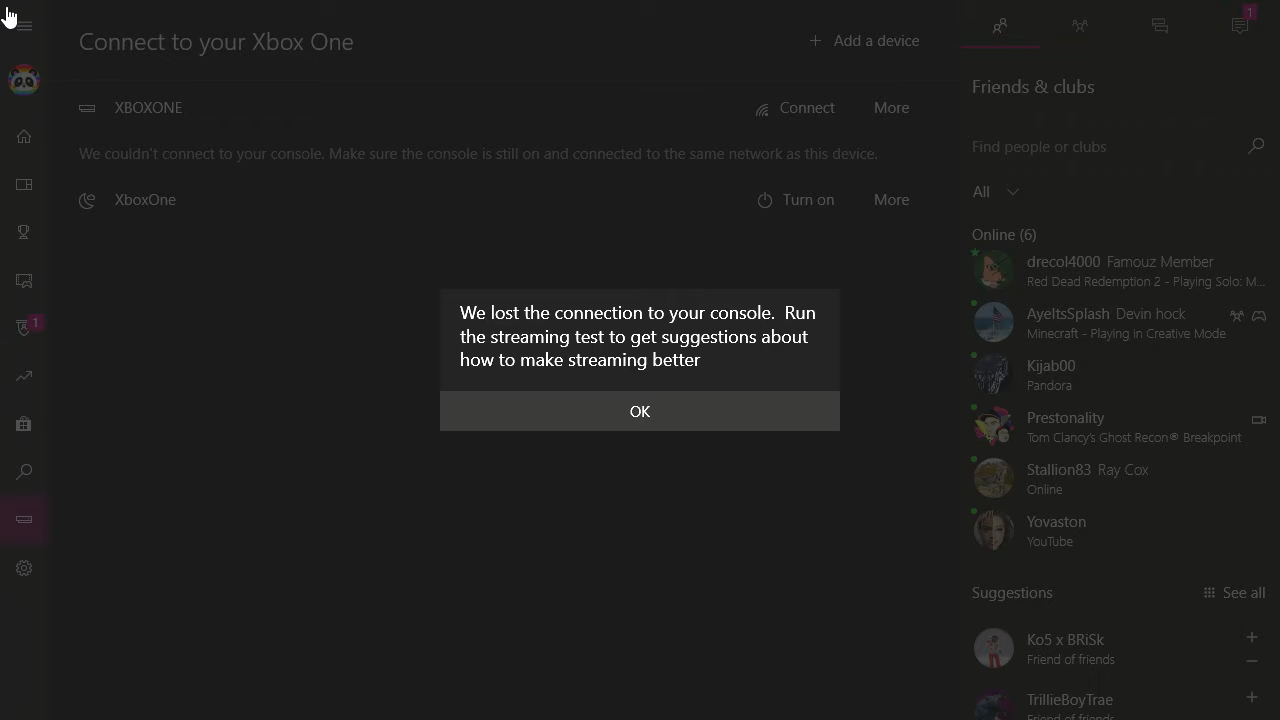 Connect to your Xbox One
+ Add a device
XBOXONE
Connect
More
We couldn't connect to your console. Make sure the console is still on and connected to the same network as this device.
XboxOne
Turn on
More
1
We lost the connection to your console.  Run
the streaming test to get suggestions about
how to make streaming better
OK
1
Friends & clubs
Find people or clubs
All
Online (6)
drecol4000 Famouz Member
Red Dead Redemption 2 - Playing Solo: M...
AyeItsSplash Devin hock
Minecraft - Playing in Creative Mode
Kijab00
Pandora
Prestonality
Tom Clancy's Ghost Recon® Breakpoint
Stallion83 Ray Cox
Online
Yovaston
YouTube
Suggestions
See all
Ko5 x BRiSk
Friend of friends
TrillieBoyTrae
Friend of friends